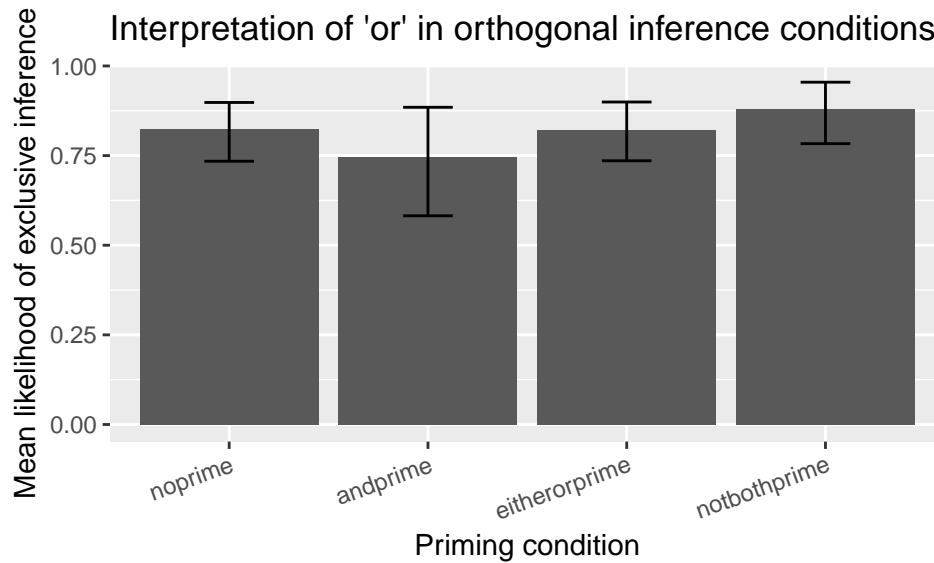 Interpretation of 'or' in orthogonal inference conditions
Mean likelihood of exclusive inference
1.00
0.75
0.50
0.25
0.00
noprime
andprime
eitherorprime
notbothprime
Priming condition